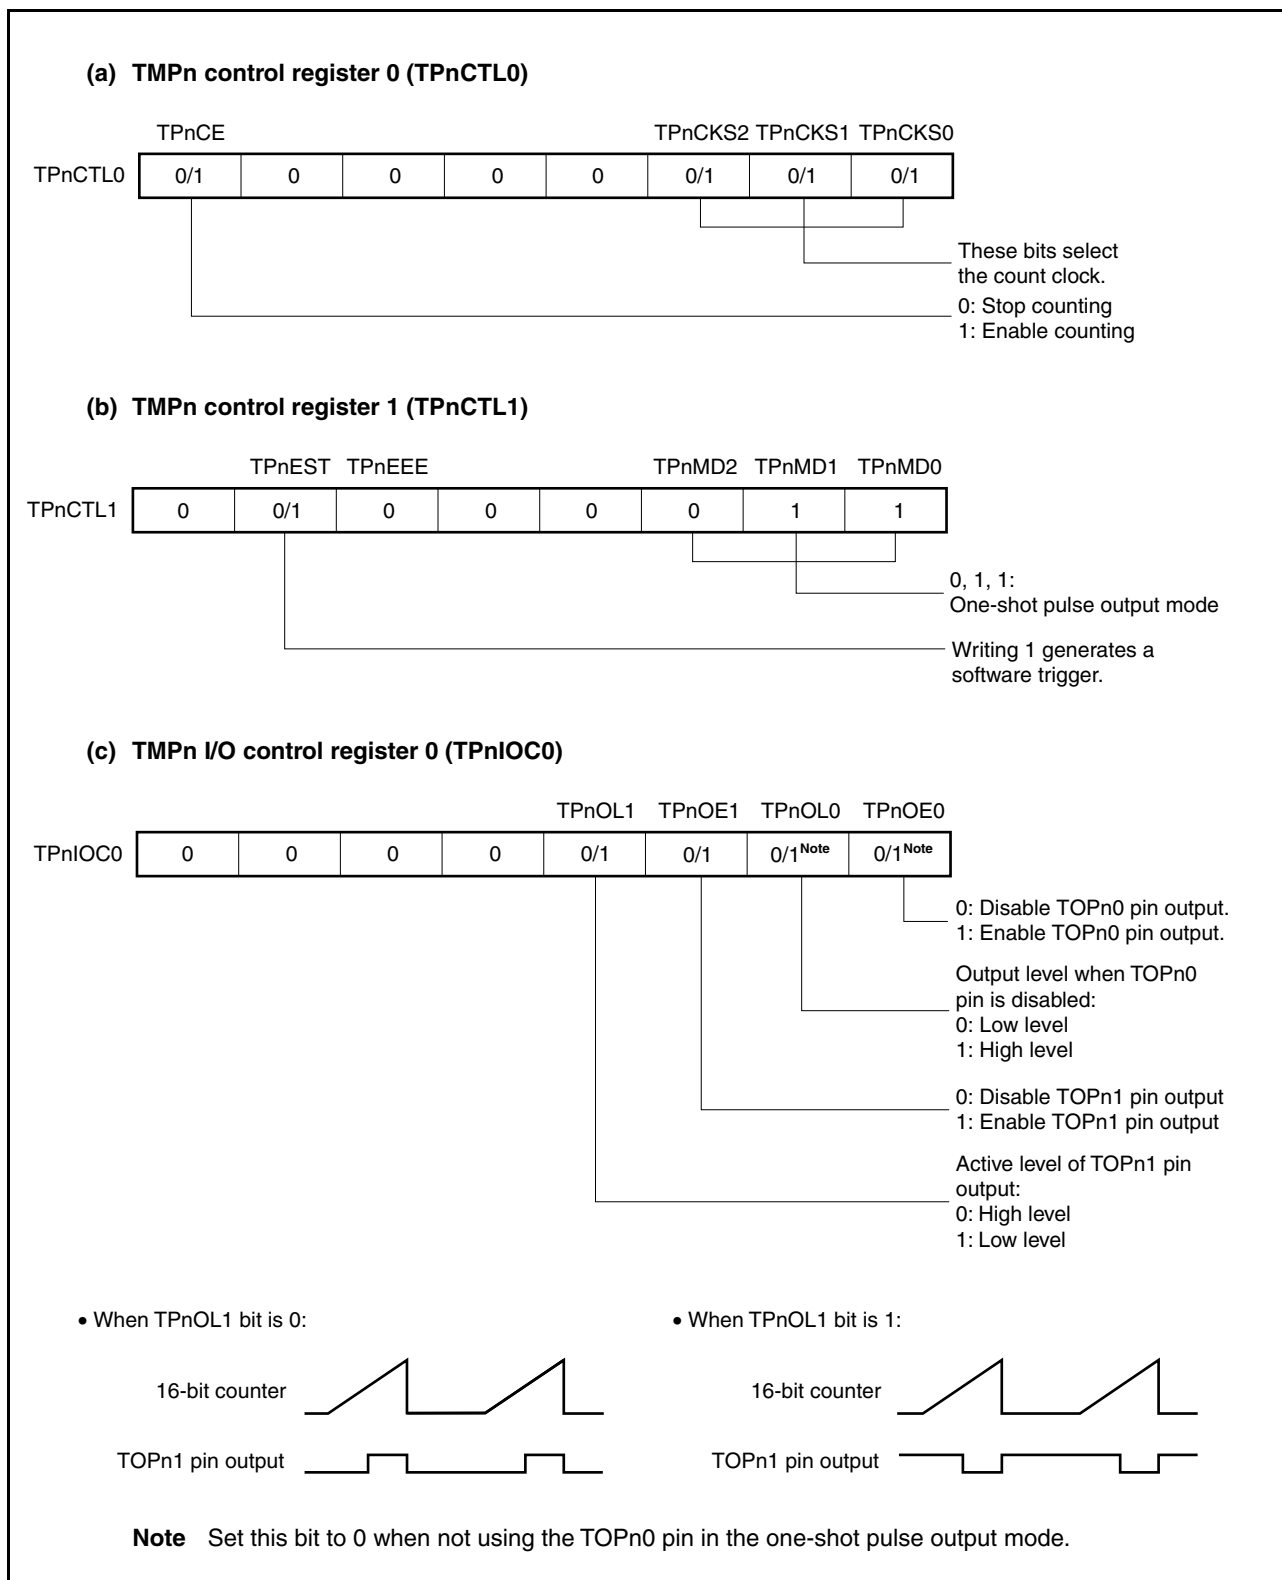 (a) TMPn control register 0 (TPnCTL0)
TPnCE TPnCKS2 TPnCKS1 TPnCKS0
TPnCTL0 0/1 0 0 0 0 0/1 0/1 0/1
These bits select
the count clock.
0: Stop counting
1: Enable counting
(b) TMPn control register 1 (TPnCTL1)
TPnEST TPnEEE TPnMD2 TPnMD1 TPnMD0
TPnCTL1 0 0/1 0 0 0 0 1 1
0, 1, 1:
One-shot pulse output mode
Writing 1 generates a
software trigger.
(c) TMPn I/O control register 0 (TPnIOC0)
TPnOL1 TPnOE1 TPnOL0 TPnOE0
TPnIOC0 0 0 0 0 0/1 0/1 0/1Note 0/1Note
0: Disable TOPn0 pin output.
1: Enable TOPn0 pin output.
Output level when TOPn0
pin is disabled:
0: Low level
1: High level
0: Disable TOPn1 pin output
1: Enable TOPn1 pin output
Active level of TOPn1 pin
output:
0: High level
1: Low level
• When TPnOL1 bit is 0:
16-bit counter
TOPn1 pin output
• When TPnOL1 bit is 1:
16-bit counter
TOPn1 pin output
Note Set this bit to 0 when not using the TOPn0 pin in the one-shot pulse output mode.